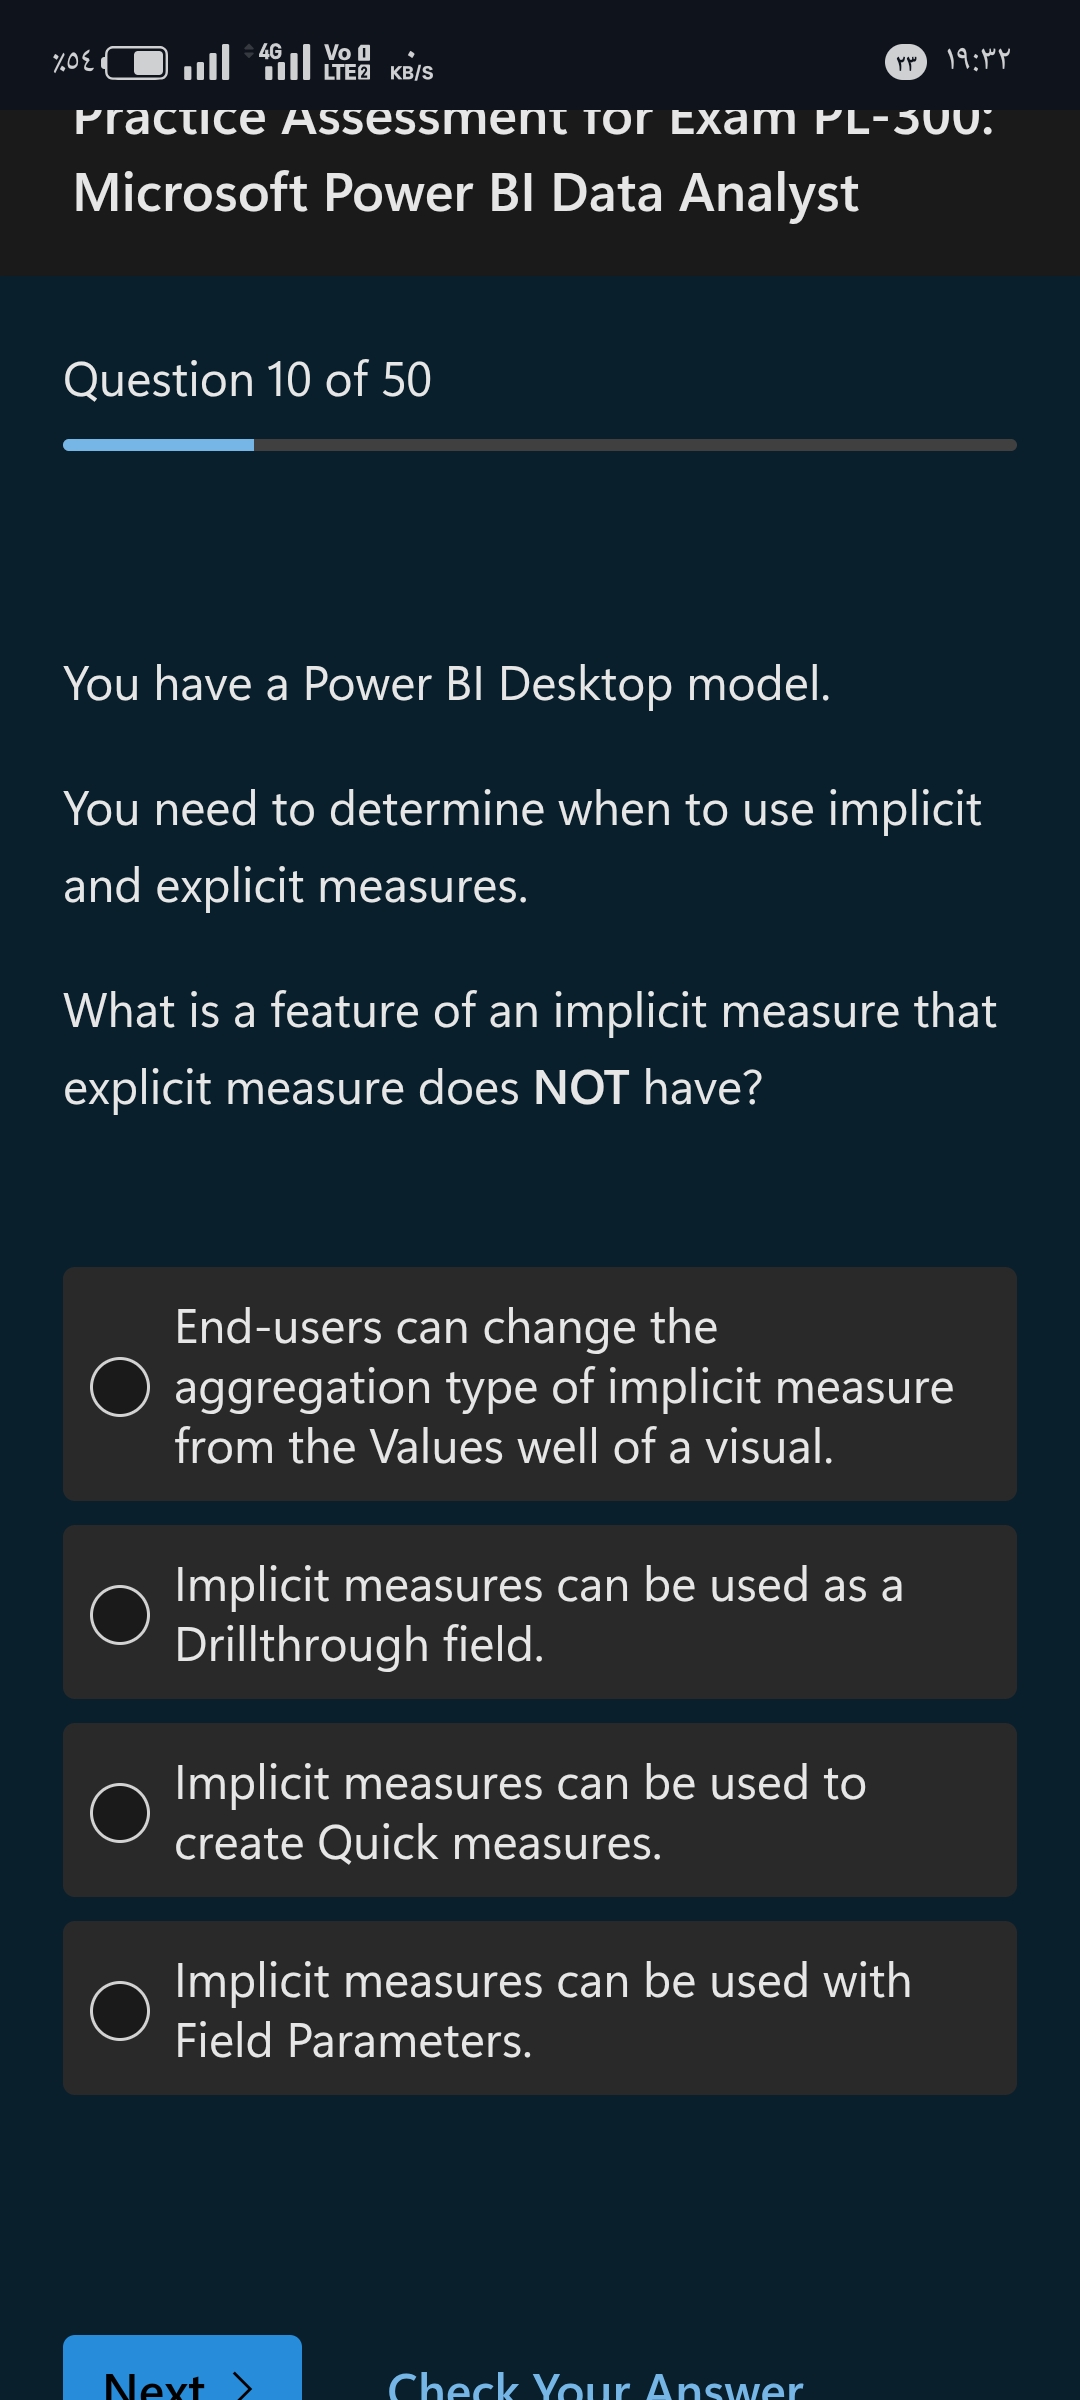 ٪٥٤ 4G Vo 1 LTE 2 ٠ KB/S ٢٣ ١٩:٣٢
Practice Assessment for Exam PL-300:
Microsoft Power BI Data Analyst
Question 10 of 50
You have a Power BI Desktop model.
You need to determine when to use implicit
and explicit measures.
What is a feature of an implicit measure that
explicit measure does NOT have?
End-users can change the
aggregation type of implicit measure
from the Values well of a visual.
Implicit measures can be used as a
Drillthrough field.
Implicit measures can be used to
create Quick measures.
Implicit measures can be used with
Field Parameters.
Next
Check Your Answer